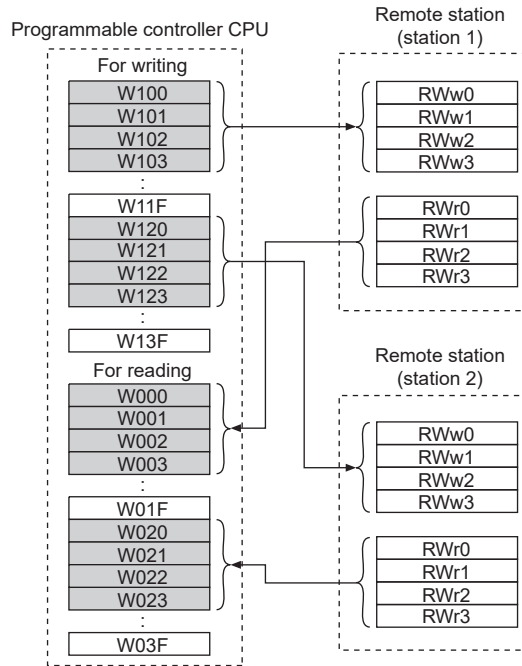 Programmable controller CPU
For writing
W100
W101
W102
W103
:
W11F
W120
W121
W122
W123
:
W13F
For reading
W000
W001
W002
W003
:
W01F
W020
W021
W022
W023
:
W03F
Remote station
(station 1)
RWw0
RWw1
RWw2
RWw3
RWr0
RWr1
RWr2
RWr3
Remote station
(station 2)
RWw0
RWw1
RWw2
RWw3
RWr0
RWr1
RWr2
RWr3